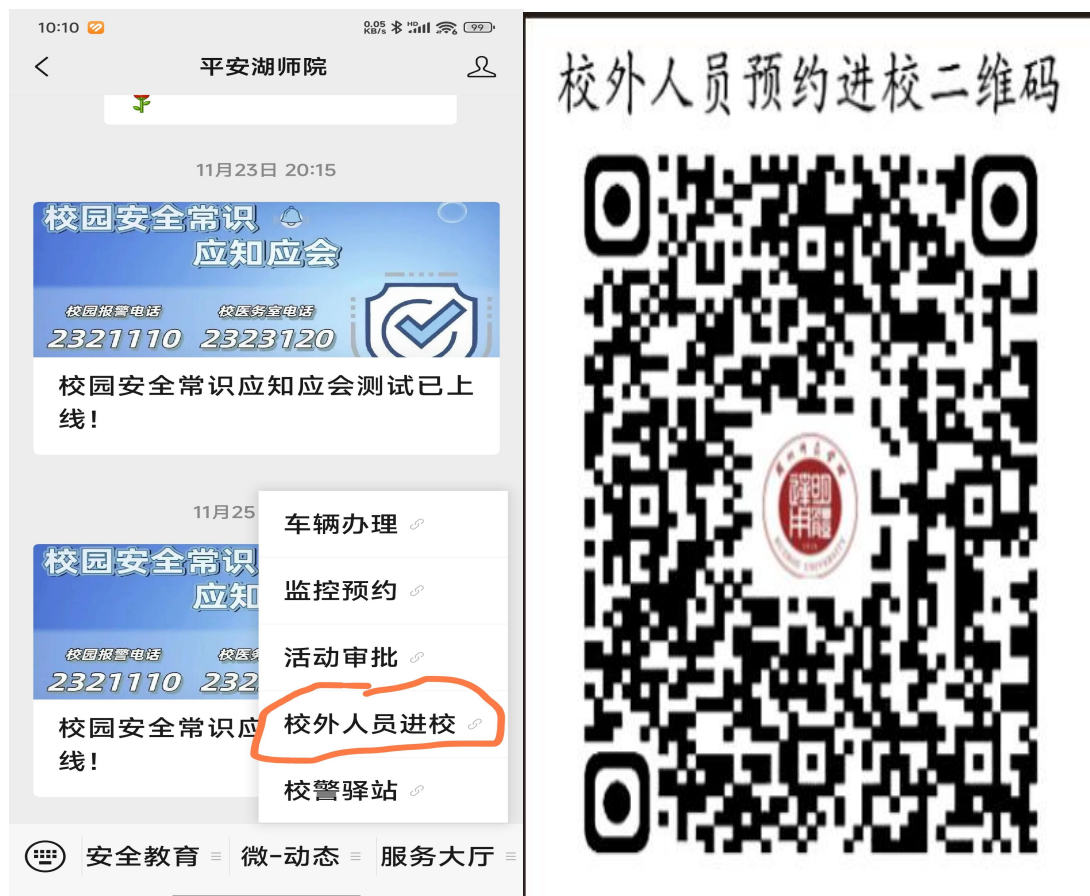 10:10
0.05 KB/s
HD
99
平安湖师院
11月23日 20:15
校园安全常识
应知应会
校园报警电话 校医务室电话
2321110 2323120
校园安全常识应知应会测试已上
线!
11月25
校园安全常识
应知
校园报警电话 校医务
2321110 232
校园安全常识应
线!
车辆办理
监控预约
活动审批
校外人员进校
校警驿站
安全教育
微-动态
服务大厅
校外人员预约进校二维码